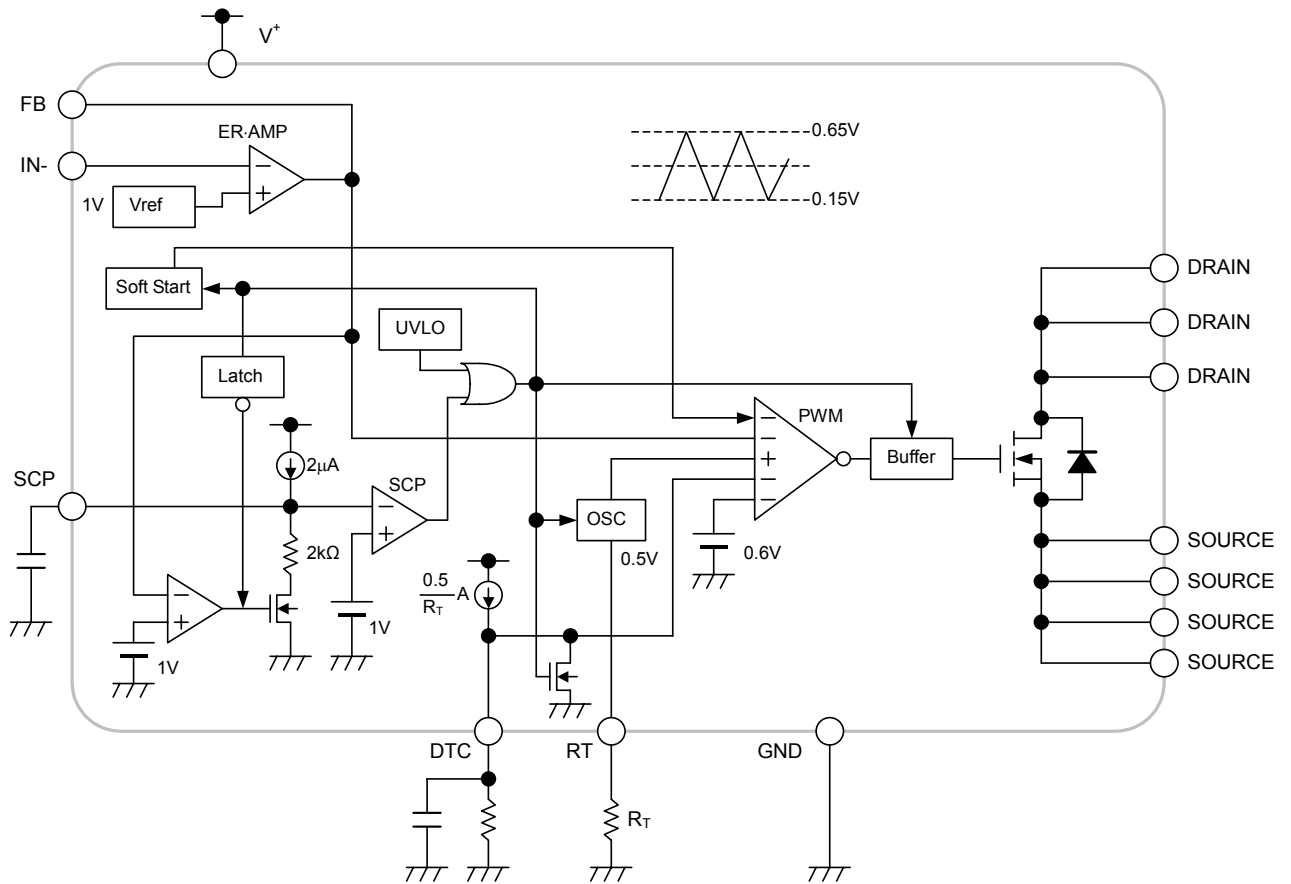 V+
FB
ER·AMP
0.65V
IN-
1V
Vref
0.15V
DRAIN
Soft Start
UVLO
DRAIN
Latch
DRAIN
PWM
2µA
Buffer
SCP
SCP
OSC
2kΩ
0.5V
0.6V
SOURCE
0.5
RT
A
SOURCE
1V
SOURCE
1V
SOURCE
DTC
RT
GND
RT